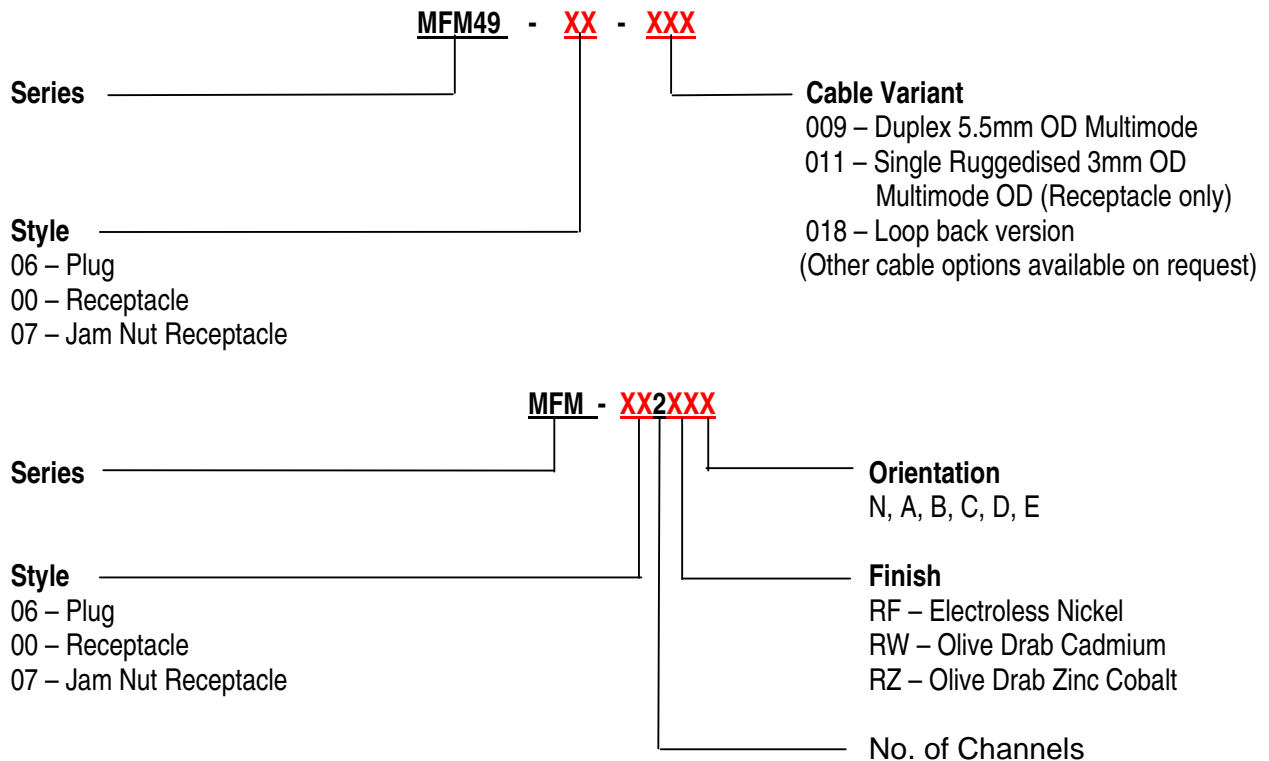 MFM49 - XX - XXX
Series
Cable Variant
009 – Duplex 5.5mm OD Multimode
011 – Single Ruggedised 3mm OD
Multimode OD (Receptacle only)
018 – Loop back version
(Other cable options available on request)
Style
06 – Plug
00 – Receptacle
07 – Jam Nut Receptacle
MFM - XX2XXX
Series
Orientation
N, A, B, C, D, E
Style
06 – Plug
00 – Receptacle
07 – Jam Nut Receptacle
Finish
RF – Electroless Nickel
RW – Olive Drab Cadmium
RZ – Olive Drab Zinc Cobalt
No. of Channels